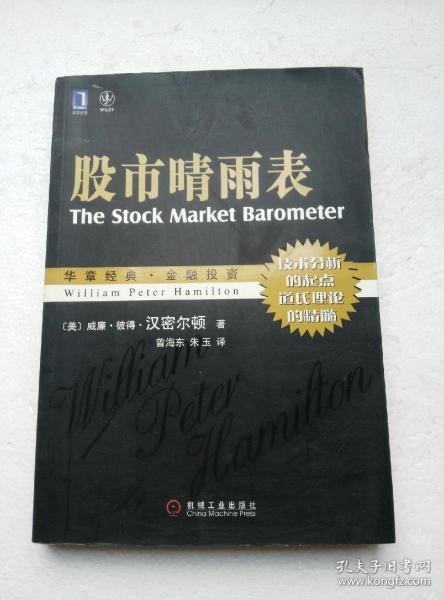 WILEY
股市晴雨表
The Stock Market Barometer
华章经典·金融投资
William Peter Hamilton
技术分析
的起点
道氏理论
的精髓
〔美〕威廉·彼得·汉密尔顿 著
曾海东 朱玉 译
William
Peter
Hamilton
机械工业出版社
China Machine Press
孔夫子旧书网